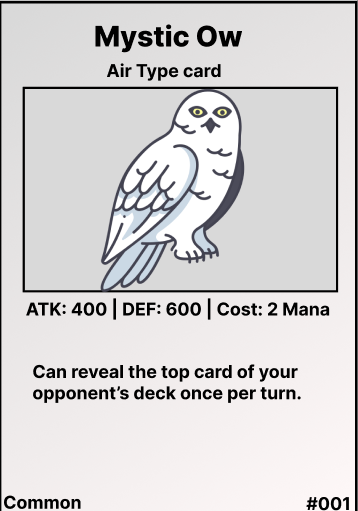 Mystic Ow
Air Type card
ATK: 400 | DEF: 600 | Cost: 2 Mana
Can reveal the top card of your
opponent’s deck once per turn.
Common
#001